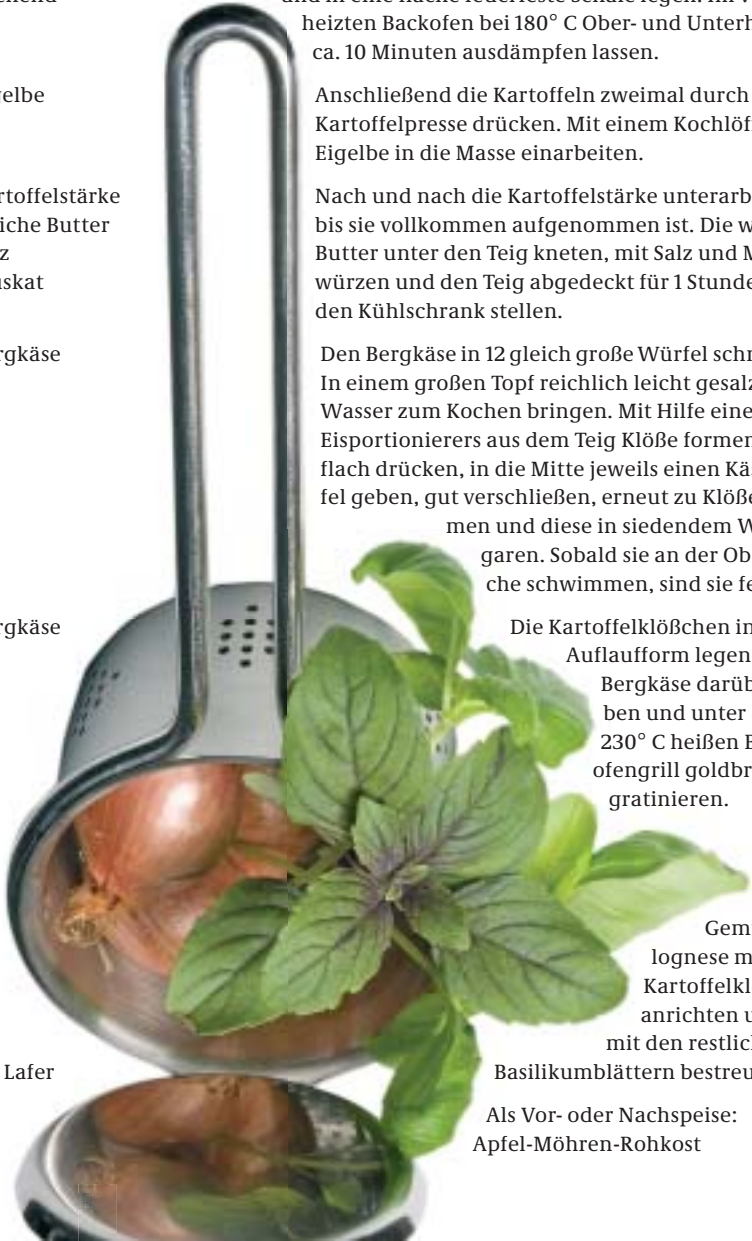 und in eine flache feuerfeste Schale legen. Im
heizten Backofen bei 180° C Ober- und Unterh
ca. 10 Minuten ausdämpfen lassen.
gelbe
Anschließend die Kartoffeln zweimal durch
Kartoffelpresse drücken. Mit einem Kochlöf
Eigelbe in die Masse einarbeiten.
rtoffelstärke
iche Butter
z
skat
Nach und nach die Kartoffelstärke unterarb
bis sie vollkommen aufgenommen ist. Die w
Butter unter den Teig kneten, mit Salz und M
würzen und den Teig abgedeckt für 1 Stunde
den Kühlschrank stellen.
rgkäse
Den Bergkäse in 12 gleich große Würfel schn
In einem großen Topf reichlich leicht gesalz
Wasser zum Kochen bringen. Mit Hilfe eine
Eisportionierers aus dem Teig Klöße formen
flach drücken, in die Mitte jeweils einen Kä
fel geben, gut verschließen, erneut zu Klöße
men und diese in siedendem W
garen. Sobald sie an der Ob
che schwimmen, sind sie fe
rgkäse
Die Kartoffelklößchen in
Auflaufform legen
Bergkäse darüb
ben und unter
230° C heißen B
ofengrill goldbr
gratinieren.
Gem
lognese m
Kartoffelkl
anrichten u
mit den restlich
Basilikumblättern bestreu
Lafer
Als Vor- oder Nachspeise:
Apfel-Möhren-Rohkost